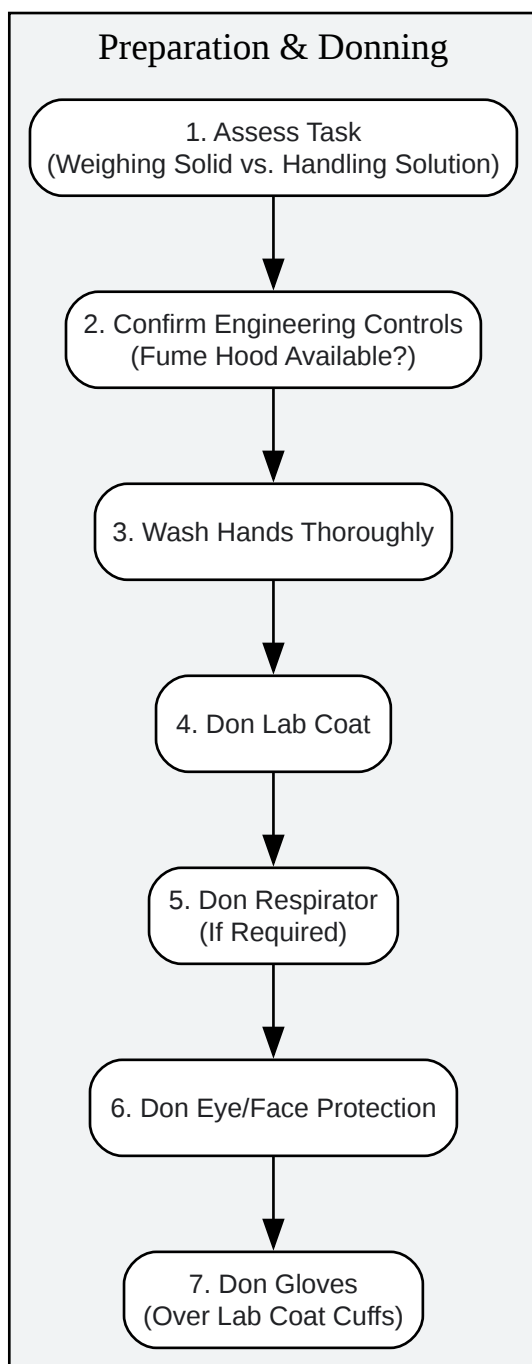 Preparation & Donning
1. Assess Task
(Weighing Solid vs. Handling Solution)
2. Confirm Engineering Controls
(Fume Hood Available?)
3. Wash Hands Thoroughly
4. Don Lab Coat
5. Don Respirator
(If Required)
6. Don Eye/Face Protection
7. Don Gloves
(Over Lab Coat Cuffs)